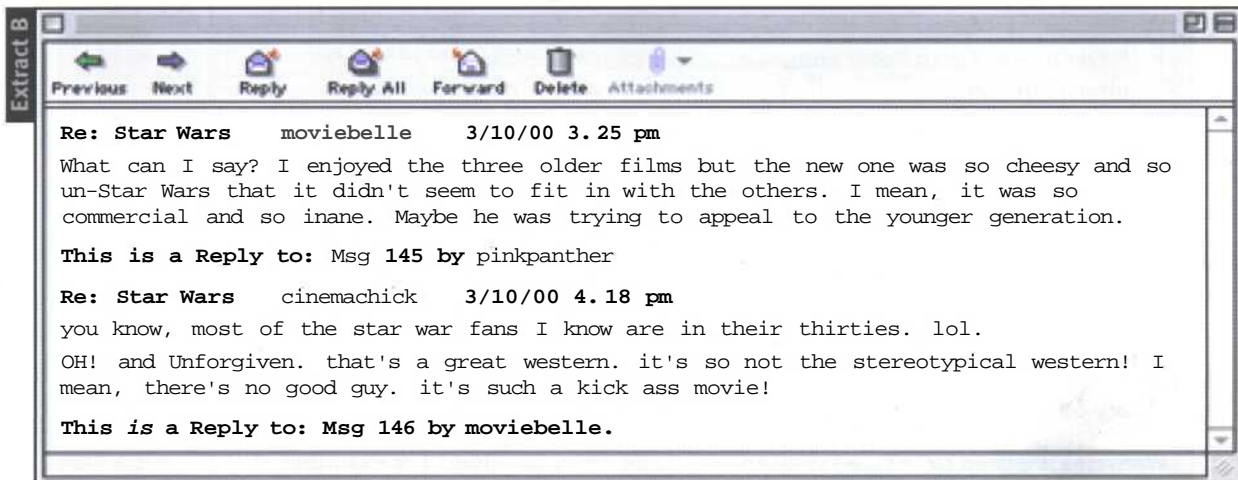 Extract B
Previous Next Reply Reply All Forward Delete Attachments
Re: Star Wars moviebelle 3/10/00 3.25 pm
What can I say? I enjoyed the three older films but the new one was so cheesy and so
un-Star Wars that it didn't seem to fit in with the others. I mean, it was so
commercial and so inane. Maybe he was trying to appeal to the younger generation.
This is a Reply to: Msg 145 by pinkpanther
Re: Star Wars cinemachick 3/10/00 4.18 pm
you know, most of the star war fans I know are in their thirties. lol.
OH! and Unforgiven. that's a great western. it's so not the stereotypical western! I
mean, there's no good guy. it's such a kick ass movie!
This is a Reply to: Msg 146 by moviebelle.